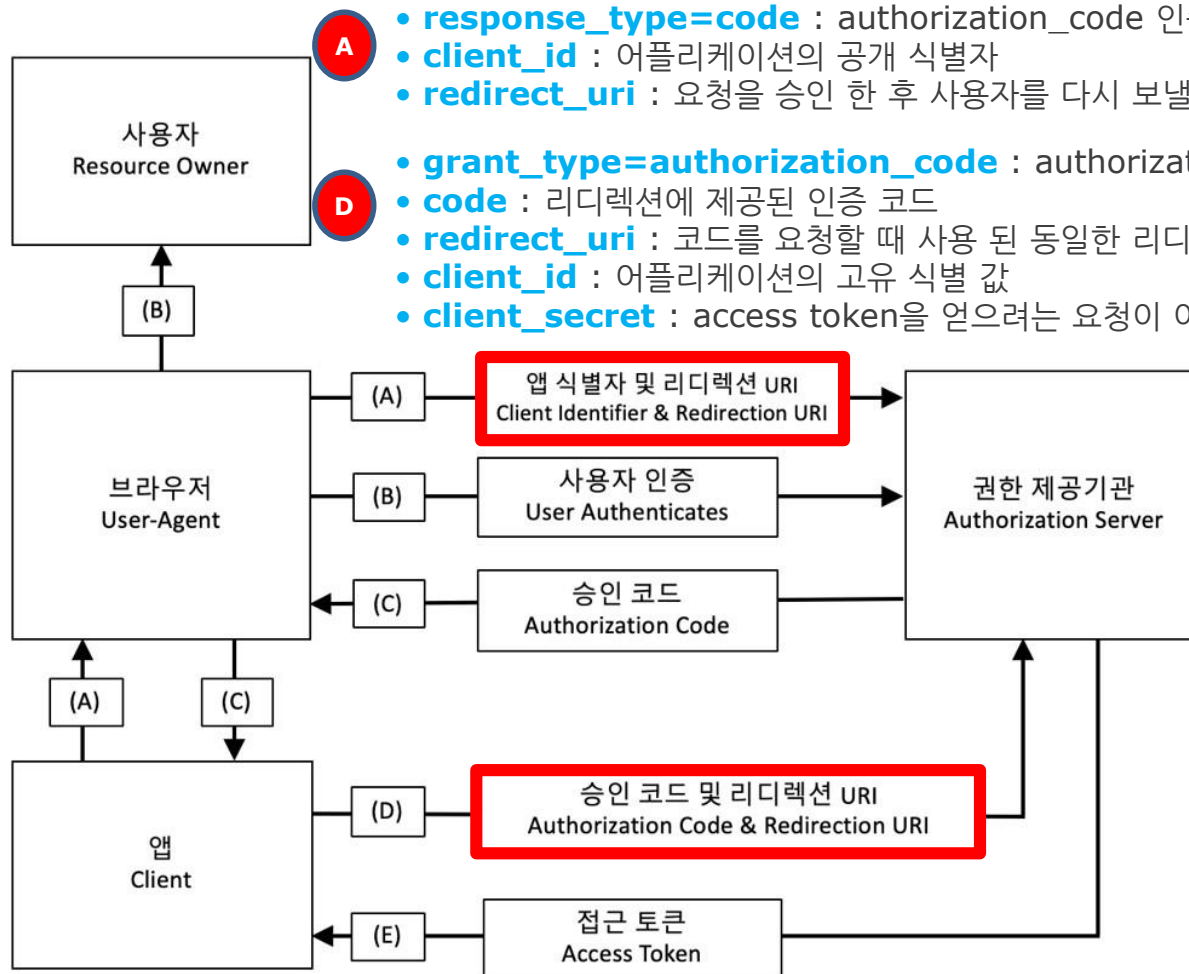 A
• response_type=code : authorization_code
• client_id : 어플리케이션의 공개 식별자
• redirect_uri : 요청을 승인 한 후 사용자를 다시 보낼
D
• grant_type=authorization_code :
• code : 리디렉션에 제공된 인증 코드
• redirect_uri : 코드를 요청할 때 사용 된 동일한
• client_id : 어플리케이션의 고유 식별 값
• client_secret : access token을 얻으려는 요청이
사용자
Resource Owner
(B)
브라우저
User-Agent
(A)
앱 식별자 및 리디렉션 URI
Client Identifier & Redirection URI
(B)
사용자 인증
User Authenticates
(C)
승인 코드
Authorization Code
권한 제공기관
Authorization Server
(A)
(C)
앱
Client
(D)
승인 코드 및 리디렉션 URI
Authorization Code & Redirection URI
(E)
접근 토큰
Access Token